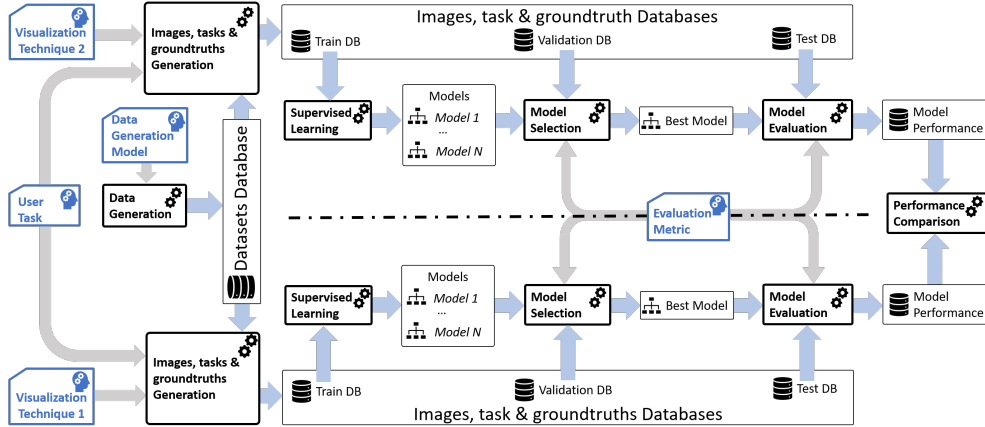 Visualization
Technique 2
Images, tasks &
groundtruths
Generation
Images, task & groundtruth Databases
Train DB
Validation DB
Test DB
Supervised
Learning
Models
Model 1
...
Model N
Model
Selection
Best Model
Model
Evaluation
Model
Performance
Data
Generation
Model
User
Task
Data
Generation
Datasets Database
Evaluation
Metric
Performance
Comparison
Supervised
Learning
Models
Model 1
...
Model N
Model
Selection
Best Model
Model
Evaluation
Model
Performance
Visualization
Technique 1
Images, tasks &
groundtruths
Generation
Train DB
Validation DB
Test DB
Images, task & groundtruths Databases